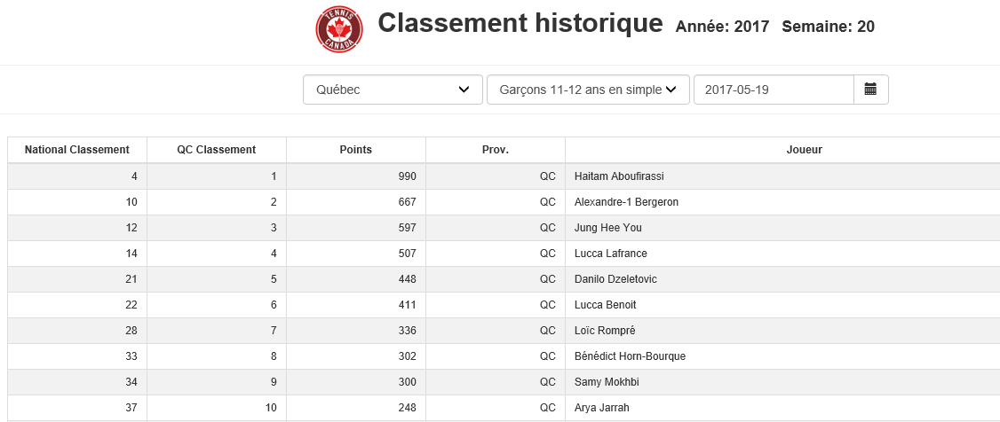 TENNIS CANADA
Classement historique Année: 2017 Semaine: 20
Québec Garçons 11-12 ans en simple 2017-05-19
National Classement QC Classement Points Prov. Joueur
4 1 990 QC Haitam Aboufirassi
10 2 667 QC Alexandre-1 Bergeron
12 3 597 QC Jung Hee You
14 4 507 QC Lucca Lafrance
21 5 448 QC Danilo Dzeletovic
22 6 411 QC Lucca Benoit
28 7 336 QC Loïc Rompré
33 8 302 QC Bénédict Horn-Bourque
34 9 300 QC Samy Mokhbi
37 10 248 QC Arya Jarrah